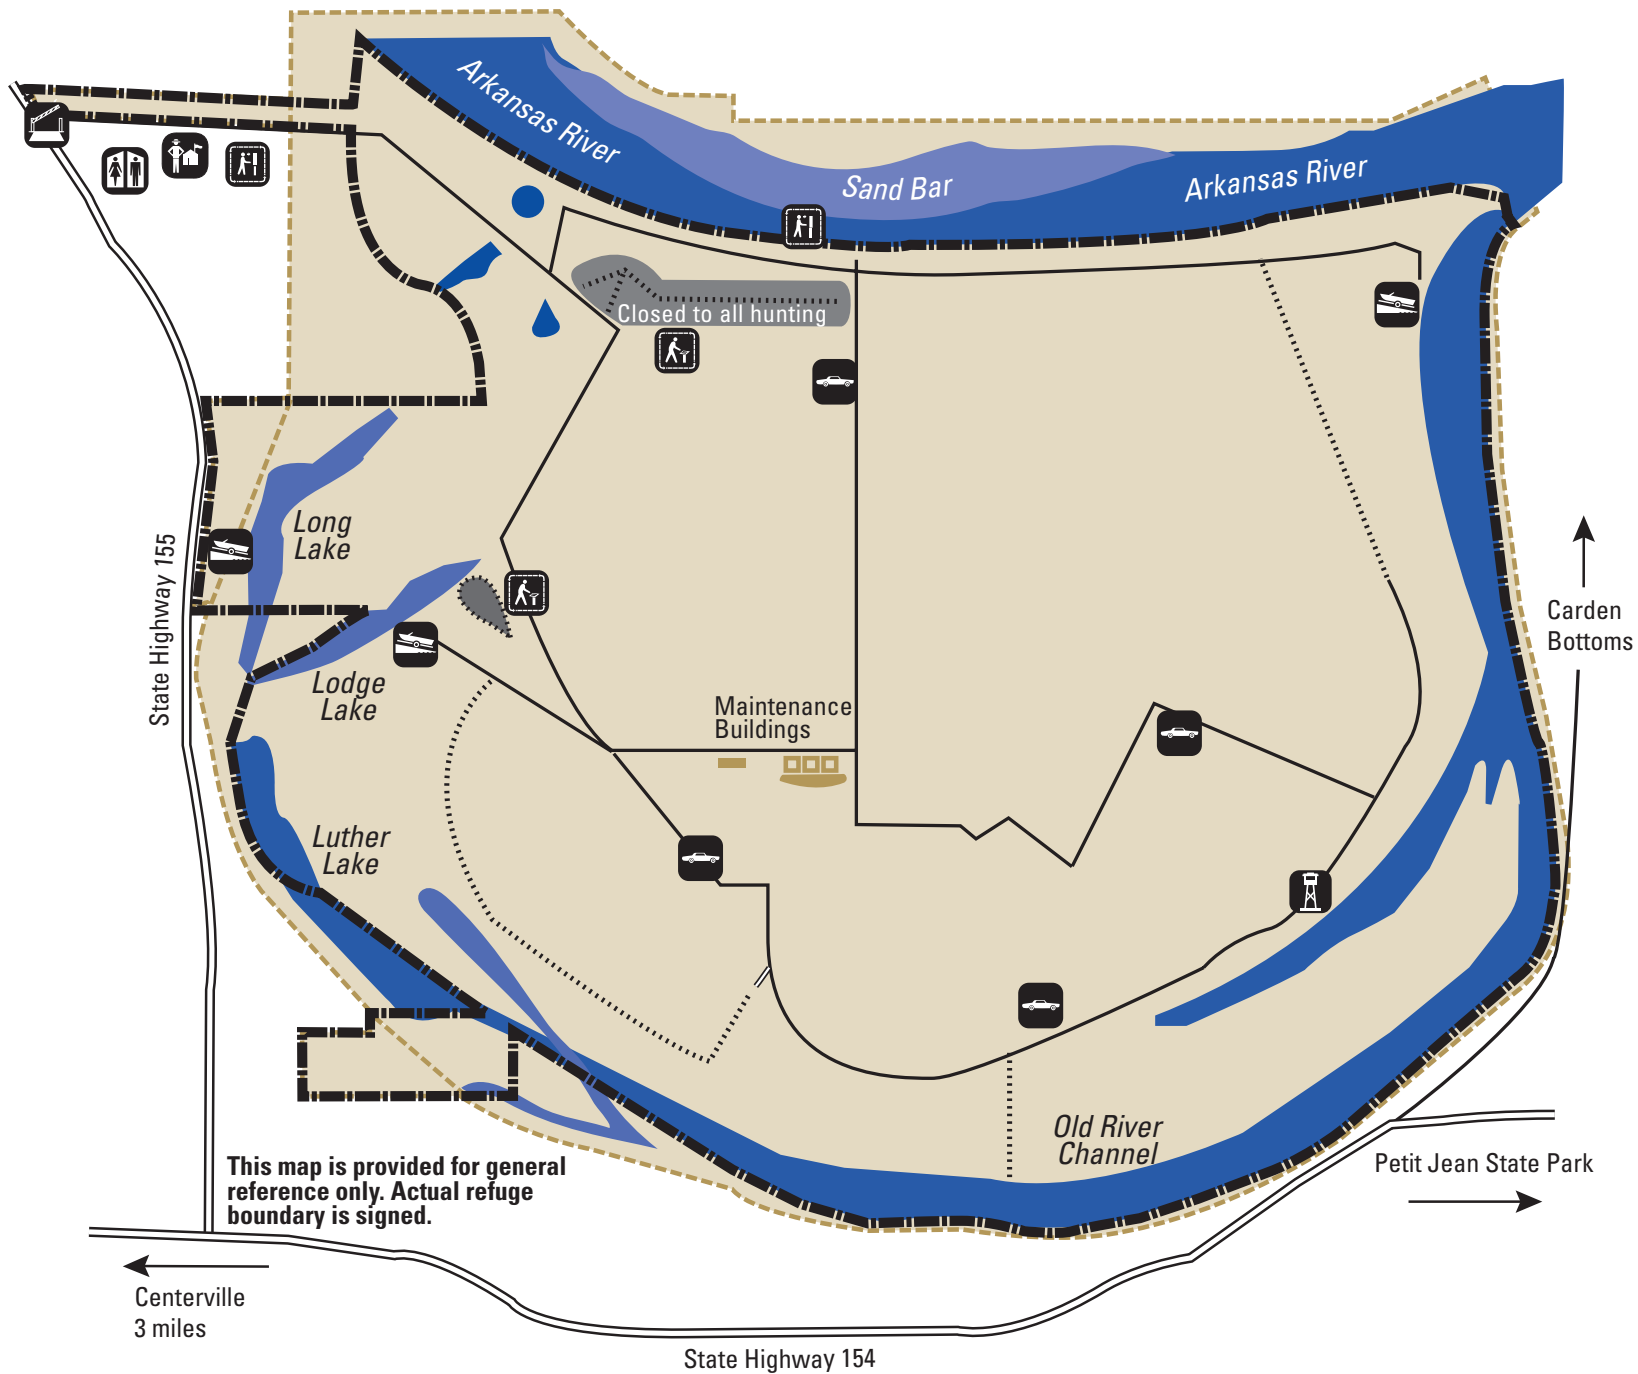 Arkansas River
Sand Bar
Arkansas River
Closed to all hunting
Long
Lake
State Highway 155
Carden
Bottoms
Lodge
Lake
Maintenance
Buildings
Luther
Lake
Old River
Channel
This map is provided for general
reference only. Actual refuge
boundary is signed.
Petit Jean State Park
Centerville
3 miles
State Highway 154